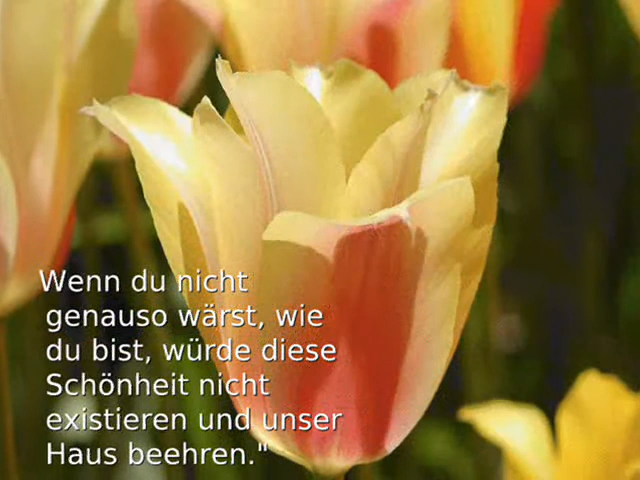 Wenn du nicht
genauso wärst, wie
du bist, würde diese
Schönheit nicht
existieren und unser
Haus beehren."